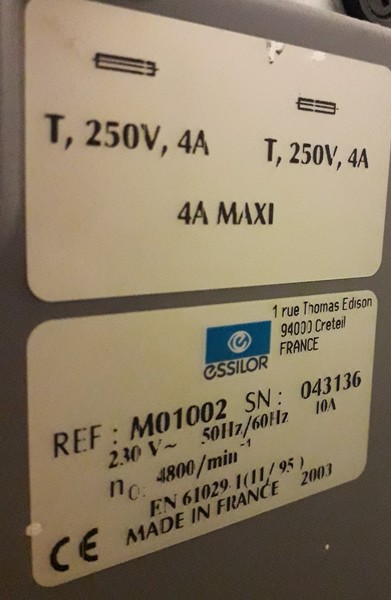 T, 250V, 4A
T, 250V, 4A
4A MAXI
essilor
1 rue Thomas Edison
94000 Creteil
FRANCE
REF : M01002 SN : 043136
230 V~ 50Hz/60Hz 10A
n0: 4800/min⁻¹
EN 61029-1(11/95)
CE MADE IN FRANCE 2003